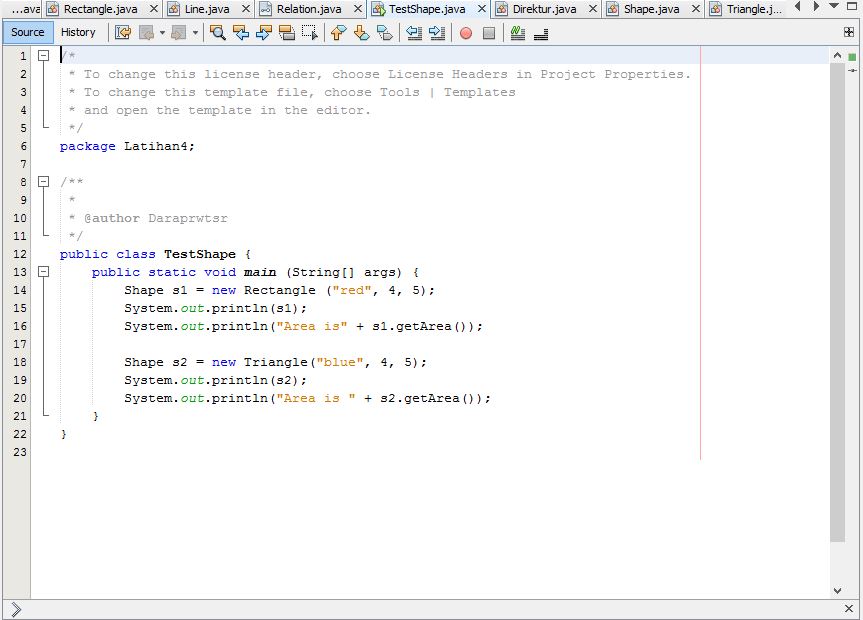 ...ava Rectangle.java Line.java Relation.java TestShape.java Direktur.java Shape.java Triangle.j...
Source History
1 /*
2 * To change this license header, choose License Headers in Project Properties.
3 * To change this template file, choose Tools | Templates
4 * and open the template in the editor.
5 */
6 package Latihan4;
7
8 /**
9 *
10 * @author Daraprwtsr
11 */
12 public class TestShape {
13 public static void main (String[] args) {
14 Shape s1 = new Rectangle ("red", 4, 5);
15 System.out.println(s1);
16 System.out.println("Area is" + s1.getArea());
17
18 Shape s2 = new Triangle("blue", 4, 5);
19 System.out.println(s2);
20 System.out.println("Area is " + s2.getArea());
21 }
22 }
23